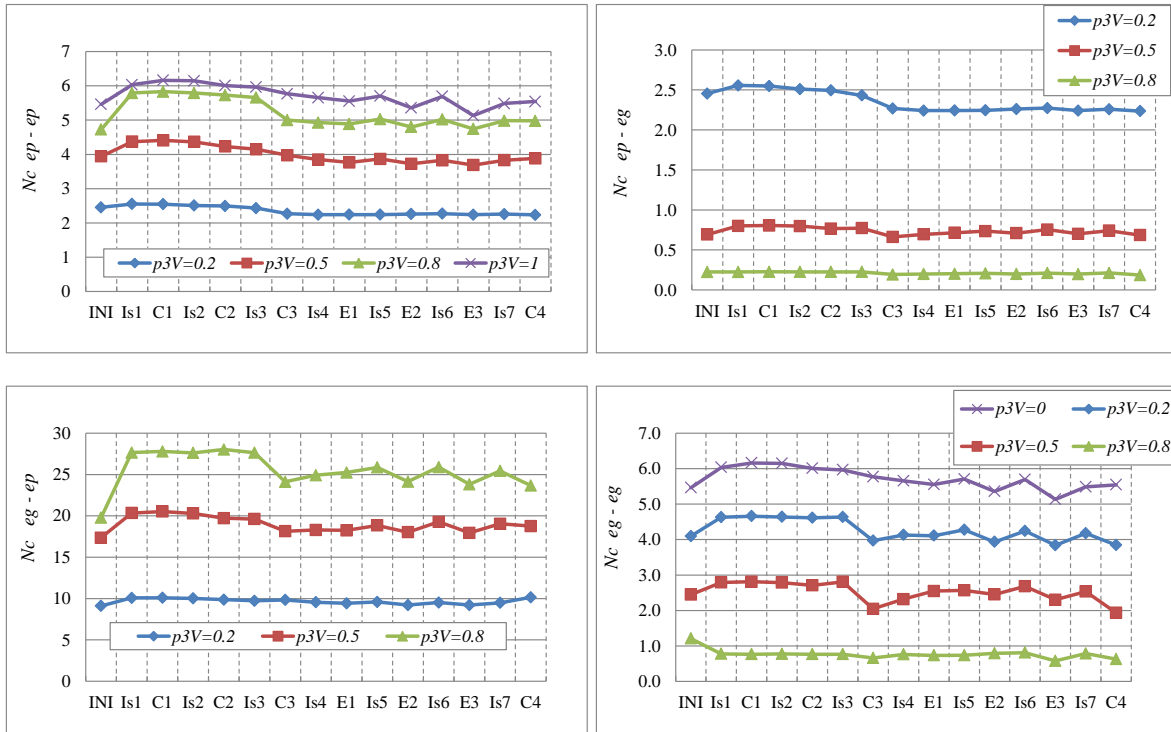 7
6
5
4
3
2
1
0
Nc ep - ep
p3V=0.2 p3V=0.5 p3V=0.8 p3V=1
INI Is1 C1 Is2 C2 Is3 C3 Is4 E1 Is5 E2 Is6 E3 Is7 C4
p3V=0.2
p3V=0.5
p3V=0.8
3.0
2.5
2.0
1.5
1.0
0.5
0.0
Nc ep - eg
INI Is1 C1 Is2 C2 Is3 C3 Is4 E1 Is5 E2 Is6 E3 Is7 C4
30
25
20
15
10
5
0
Nc eg - ep
p3V=0.2 p3V=0.5 p3V=0.8
INI Is1 C1 Is2 C2 Is3 C3 Is4 E1 Is5 E2 Is6 E3 Is7 C4
p3V=0 p3V=0.2
p3V=0.5 p3V=0.8
7.0
6.0
5.0
4.0
3.0
2.0
1.0
0.0
Nc eg - eg
INI Is1 C1 Is2 C2 Is3 C3 Is4 E1 Is5 E2 Is6 E3 Is7 C4